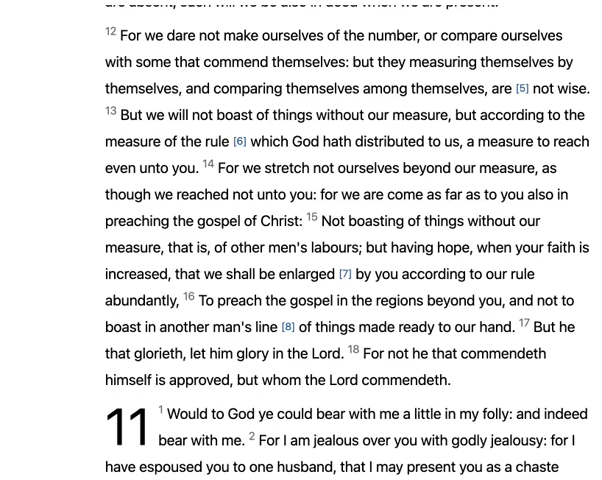 12 For we dare not make ourselves of the number, or compare ourselves
with some that commend themselves: but they measuring themselves by
themselves, and comparing themselves among themselves, are [5] not wise.
13 But we will not boast of things without our measure, but according to the
measure of the rule [6] which God hath distributed to us, a measure to reach
even unto you. 14 For we stretch not ourselves beyond our measure, as
though we reached not unto you: for we are come as far as to you also in
preaching the gospel of Christ: 15 Not boasting of things without our
measure, that is, of other men's labours; but having hope, when your faith is
increased, that we shall be enlarged [7] by you according to our rule
abundantly, 16 To preach the gospel in the regions beyond you, and not to
boast in another man's line [8] of things made ready to our hand. 17 But he
that glorieth, let him glory in the Lord. 18 For not he that commendeth
himself is approved, but whom the Lord commendeth.
11 1 Would to God ye could bear with me a little in my folly: and indeed
bear with me. 2 For I am jealous over you with godly jealousy: for I
have espoused you to one husband, that I may present you as a chaste